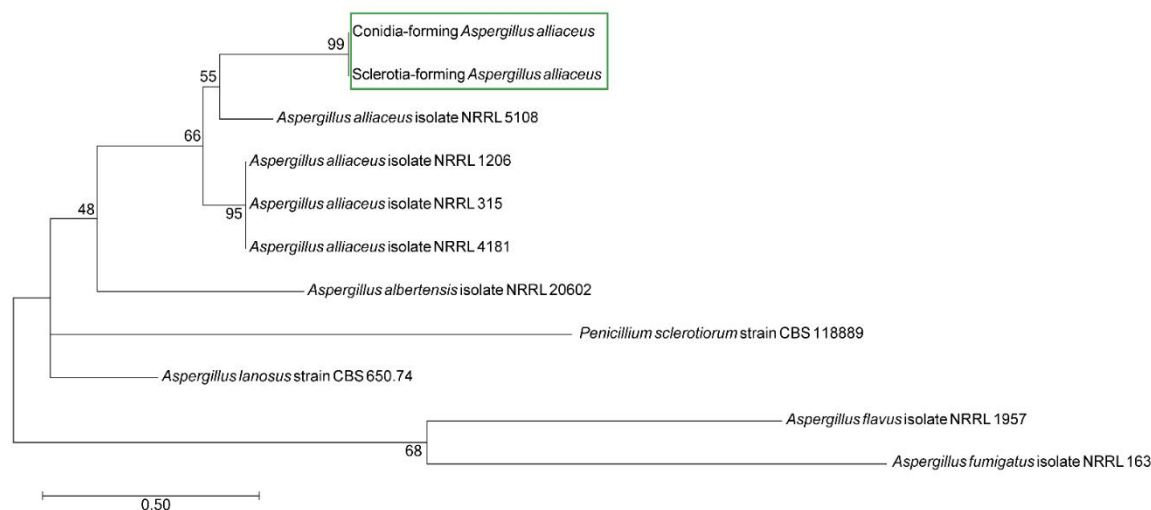 Conidia-forming Aspergillus alliaceus
99
Sclerotia-forming Aspergillus alliaceus
55
Aspergillus alliaceus isolate NRRL 5108
66
Aspergillus alliaceus isolate NRRL 1206
Aspergillus alliaceus isolate NRRL 315
95
48
Aspergillus alliaceus isolate NRRL 4181
Aspergillus albertensis isolate NRRL 20602
Penicillium sclerotiorum strain CBS 118889
Aspergillus lanosus strain CBS 650.74
Aspergillus flavus isolate NRRL 1957
68
Aspergillus fumigatus isolate NRRL 163
0.50